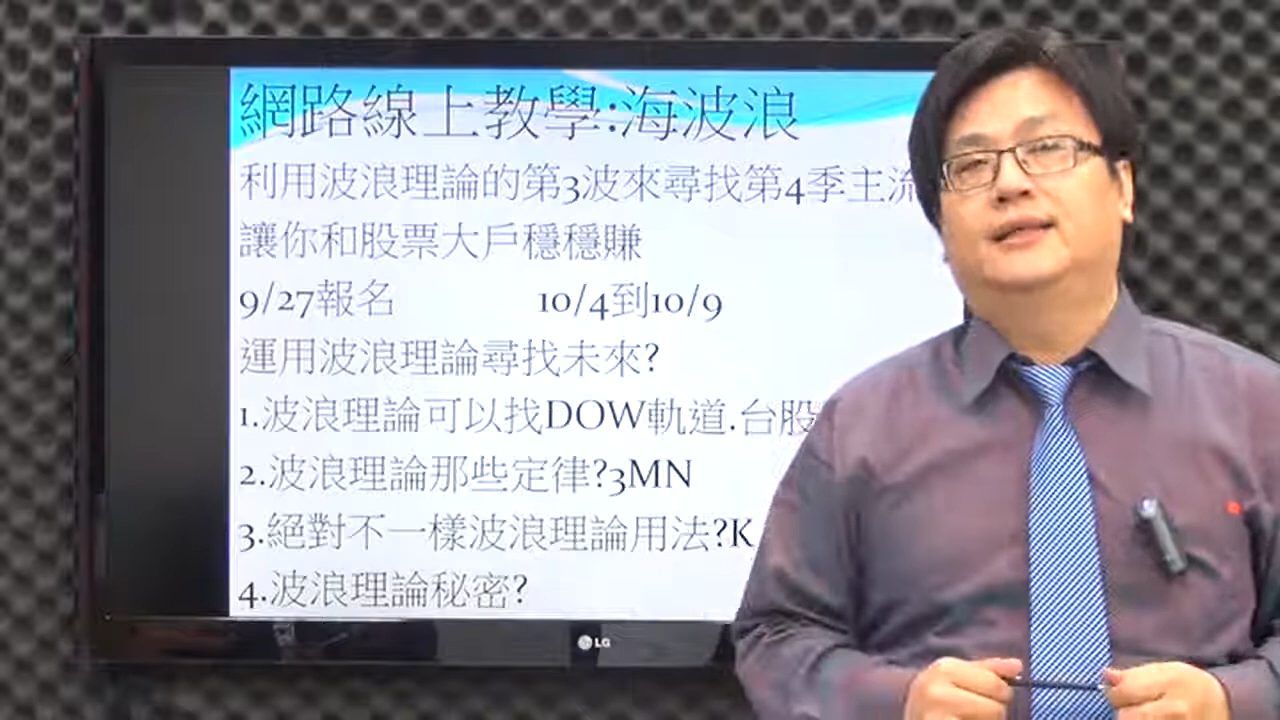 網路線上教學:海波浪
利用波浪理論的第3波來尋找第4季主流
讓你和股票大戶穩穩賺
9/27報名 10/4到10/9
運用波浪理論尋找未來?
1.波浪理論可以找DOW軌道.台股
2.波浪理論那些定律?3MN
3.絕對不一樣波浪理論用法?K
4.波浪理論秘密?
LG